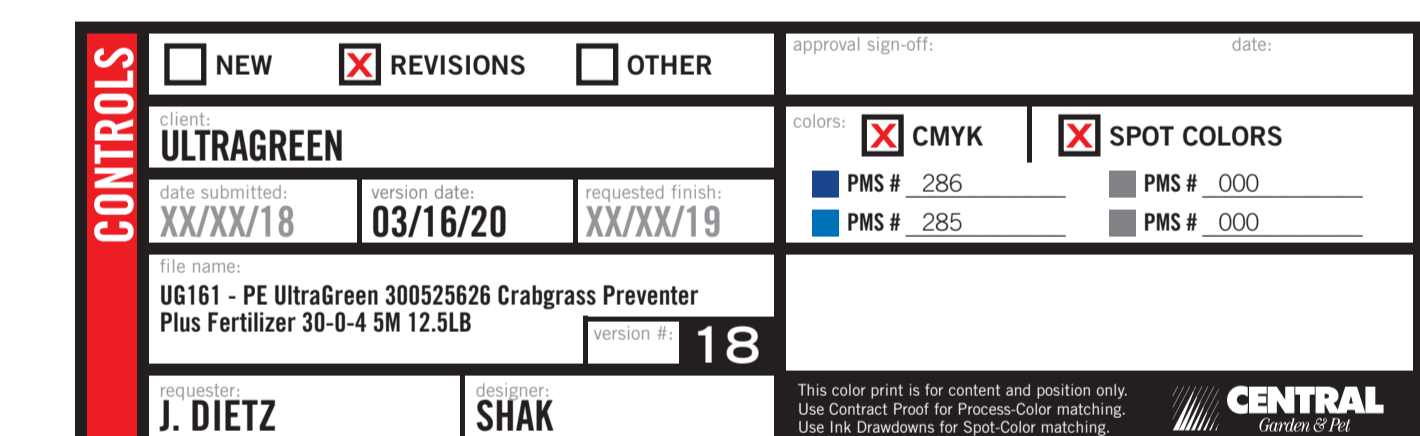 CONTROLS
X NEW X REVISIONS OTHER
client:
ULTRAGREEN
date submitted: version date: requested finish:
XX/XX/18 03/16/20 XX/XX/19
file name:
UG161 - PE UltraGreen 300525626 Crabgrass Preventer
Plus Fertilizer 30-0-4 5M 12.5LB
version #: 18
requester: designer:
J. DIETZ SHAK
approval sign-off: date:
colors: X CMYK X SPOT COLORS
PMS # 286 PMS # 000
PMS # 285 PMS # 000
This color print is for content and position only.
Use Contract Proof for Process-Color matching.
Use Ink Drawdowns for Spot-Color matching.
CENTRAL
Garden & Pet